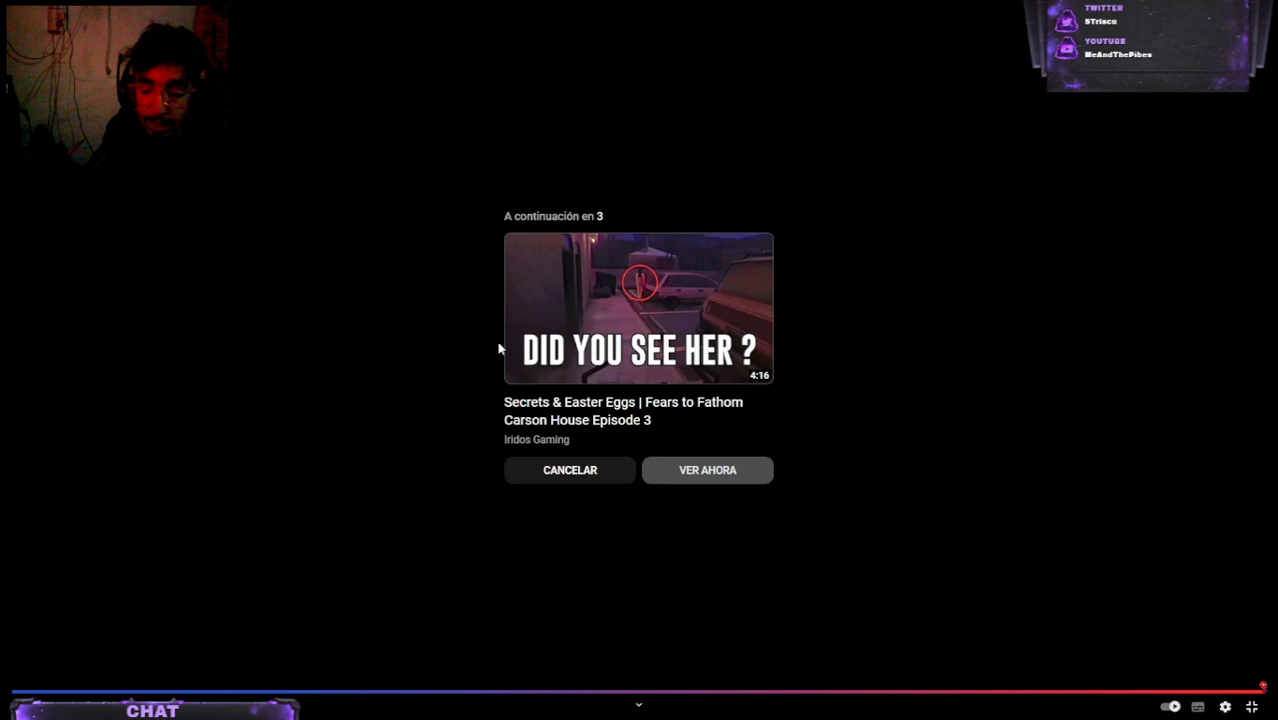 TWITTER
STriscu
YOUTUBE
MeAndThePibes
A continuación en 3
DID YOU SEE HER ?
4:16
Secrets & Easter Eggs | Fears to Fathom
Carson House Episode 3
Iridos Gaming
CANCELAR
VER AHORA
CHAT